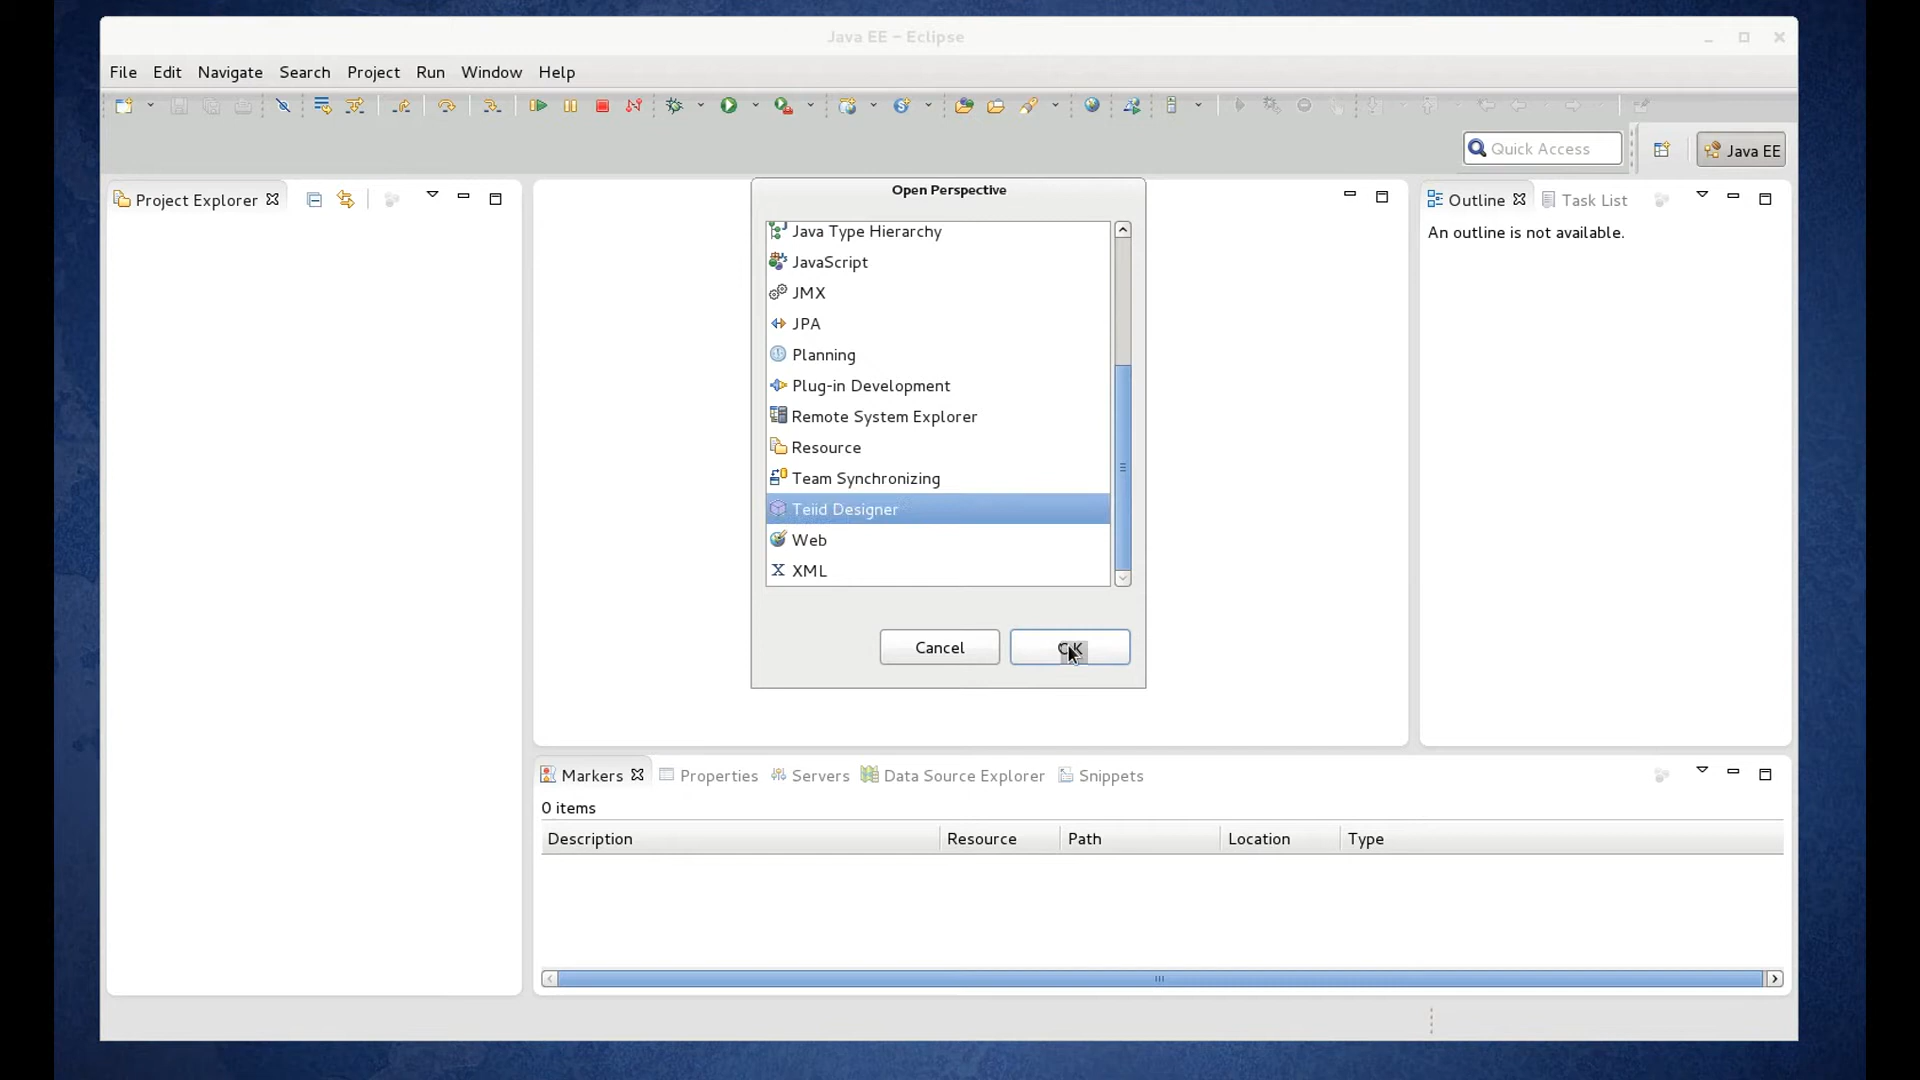 Java EE – Eclipse
File Edit Navigate Search Project Run Window Help
Quick Access
Java EE
Project Explorer
Open Perspective
Java Type Hierarchy
JavaScript
JMX
JPA
Planning
Plug-in Development
Remote System Explorer
Resource
Team Synchronizing
Teiid Designer
Web
XML
Cancel
OK
Outline Task List
An outline is not available.
Markers Properties Servers Data Source Explorer Snippets
0 items
Description Resource Path Location Type